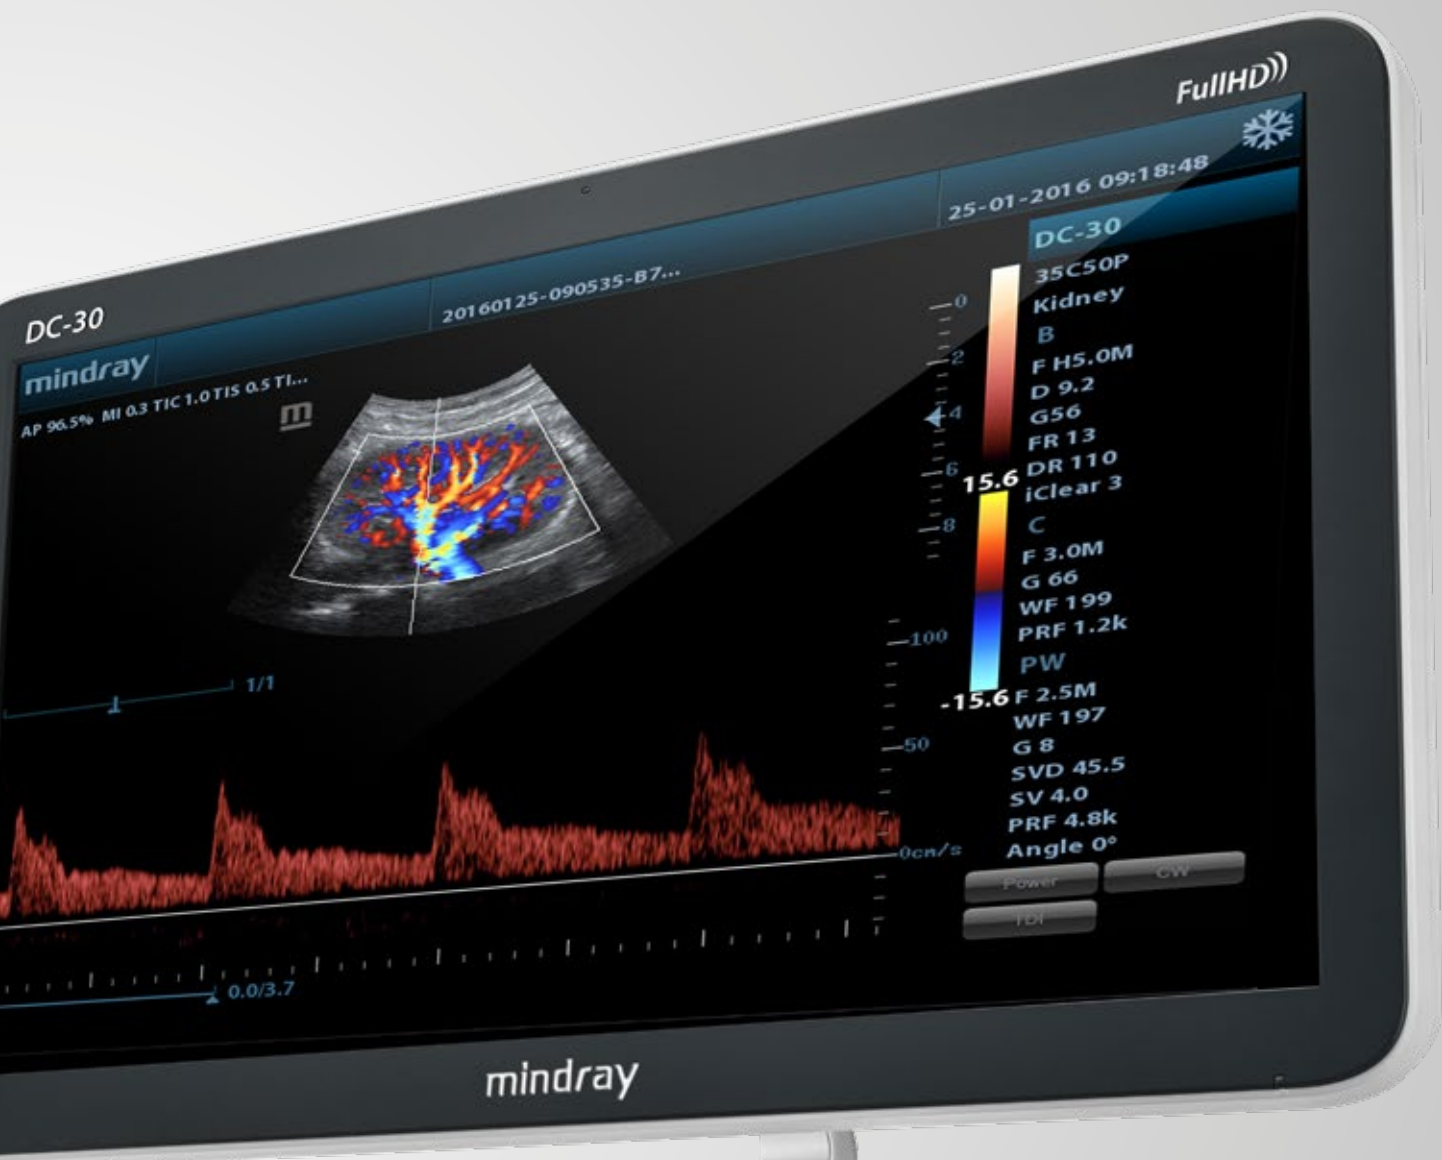 FullHD
DC-30
mindray
20160125-090535-B7...
25-01-2016 09:18:48
AP 96.5% MI 0.3 TIC 1.0 TIS 0.5 TI...
m
DC-30
35C50P
Kidney
B
F H5.0M
D 9.2
G56
FR 13
DR 110
iClear 3
C
F 3.0M
G 66
WF 199
PRF 1.2k
PW
F 2.5M
WF 197
G 8
SVD 45.5
SV 4.0
PRF 4.8k
Angle 0°
0
2
4
6
8
15.6
-15.6
1/1
100
50
0cm/s
Power
CW
TDI
0.0/3.7
mindray